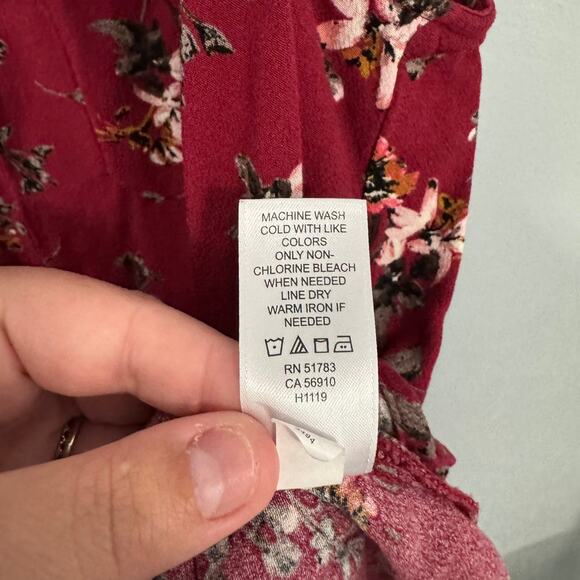 MACHINE WASH
COLD WITH LIKE
COLORS
ONLY NON-
CHLORINE BLEACH
WHEN NEEDED
LINE DRY
WARM IRON IF
NEEDED
RN 51783
CA 56910
H1119